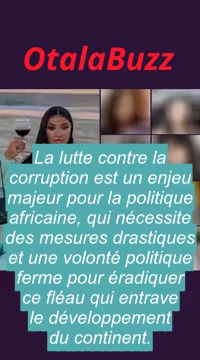 OtalaBuzz
La lutte contre la
corruption est un enjeu
majeur pour la politique
africaine, qui nécessite
des mesures drastiques
et une volonté politique
ferme pour éradiquer
ce fléau qui entrave
le développement
du continent.